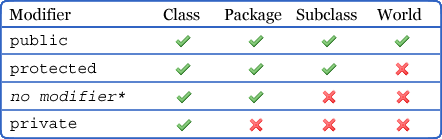 Modifier Class Package Subclass World
public ✔ ✔ ✔ ✔
protected ✔ ✔ ✔ ✖
no modifier* ✔ ✔ ✖ ✖
private ✔ ✖ ✖ ✖